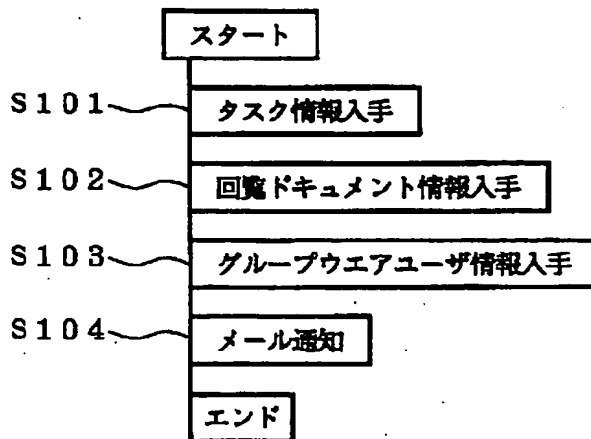 スタート
S101 タスク情報入手
S102 回覧ドキュメント情報入手
S103 グループウエアユーザ情報入手
S104 メール通知
エンド